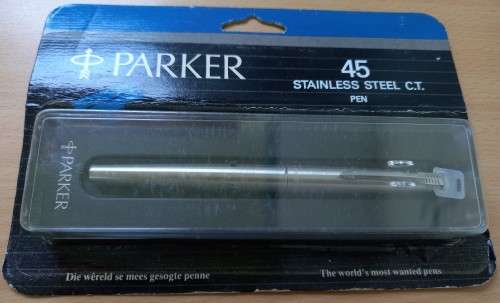 PARKER
45
STAINLESS STEEL C.T.
PEN
PARKER
Die wêreld se mees gesogte penne
The world's most wanted pens